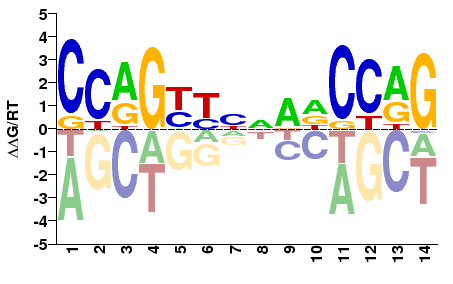 5
4
3
2
1
0
-1
-2
-3
-4
-5
ΔΔG/RT
C G T A
C T G
A G T C
G A T
T C G
T C A G
C T A G
A T
A T C
A G T C
C G T A
C T G
A G T C
G A T
1 2 3 4 5 6 7 8 9 10 11 12 13 14